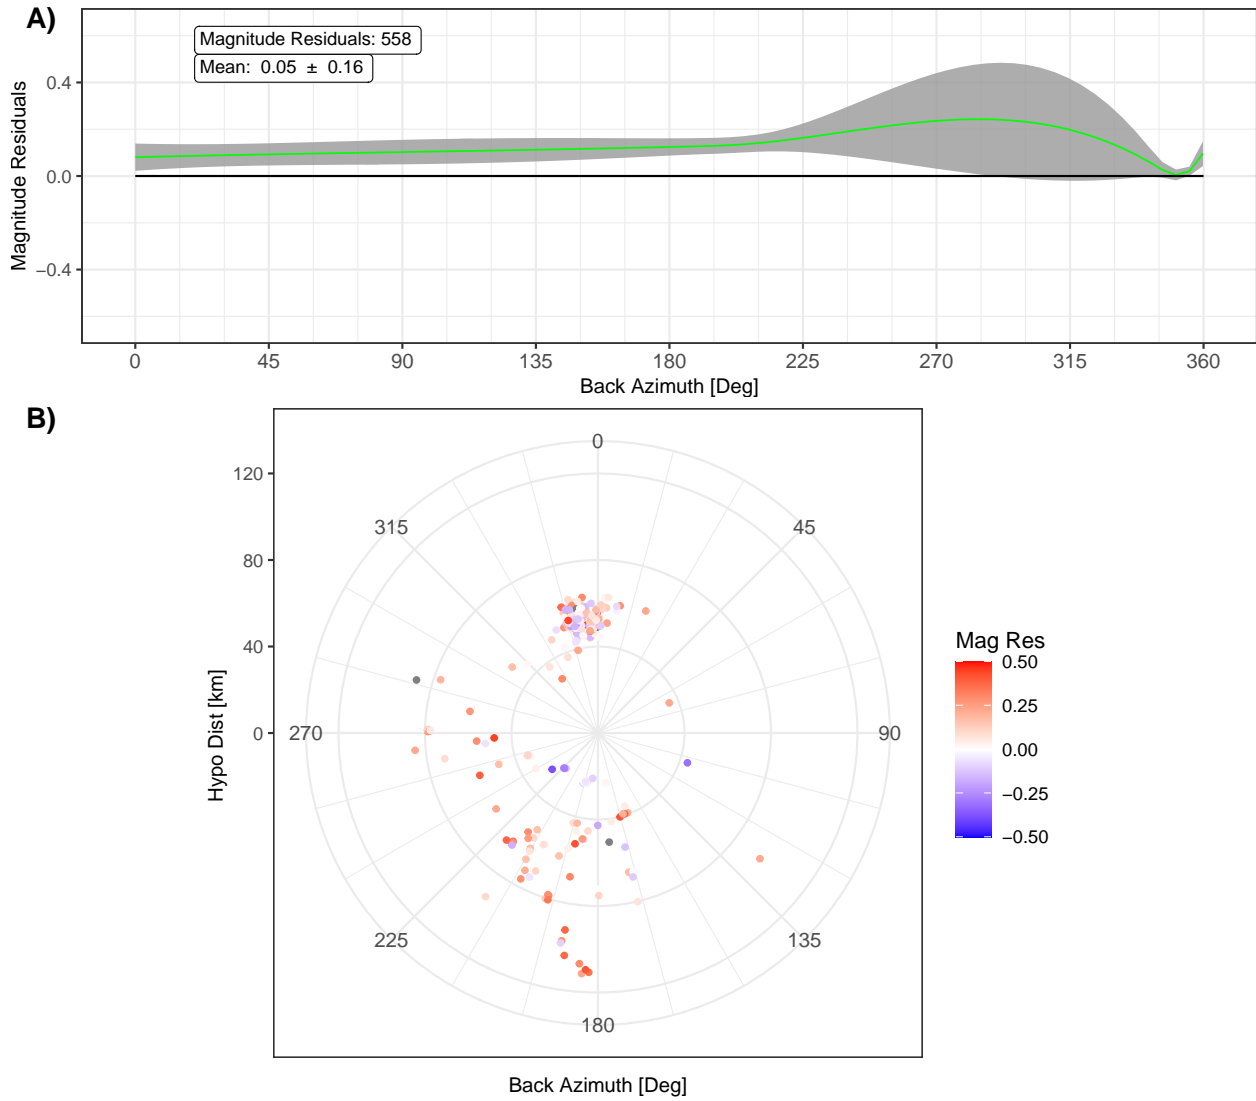 A)
Magnitude Residuals: 558
Mean: 0.05 ± 0.16
Magnitude Residuals
0.4
0.0
−0.4
0 45 90 135 180 225 270 315 360
Back Azimuth [Deg]
B)
Hypo Dist [km]
120
80
40
0
0
45
90
135
180
225
270
315
Back Azimuth [Deg]
Mag Res
0.50
0.25
0.00
−0.25
−0.50